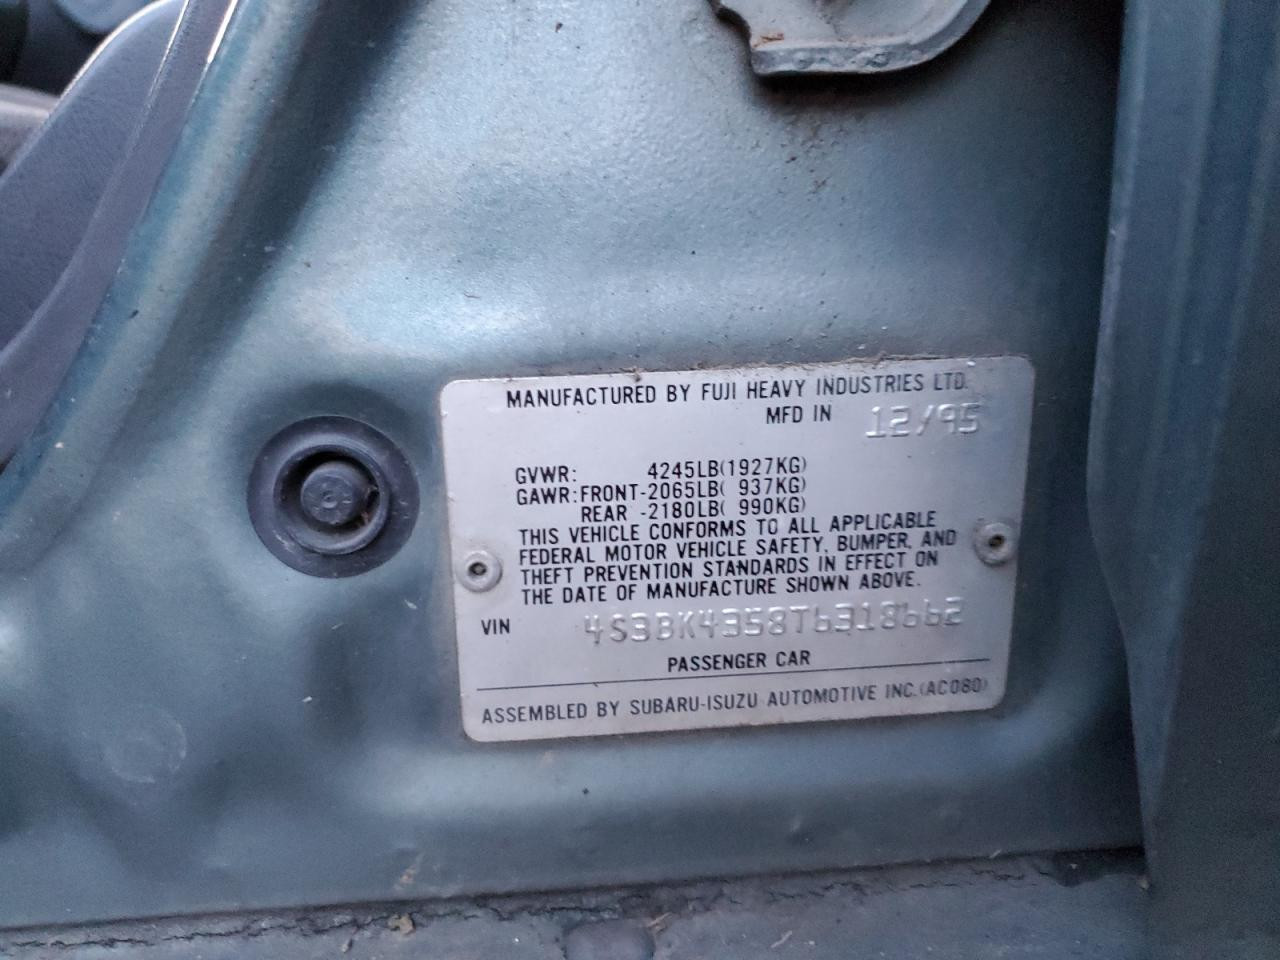 MANUFACTURED BY FUJI HEAVY INDUSTRIES LTD.
MFD IN 12/95
GVWR: 4245LB(1927KG)
GAWR:FRONT-2065LB( 937KG)
REAR -2180LB( 990KG)
THIS VEHICLE CONFORMS TO ALL APPLICABLE
FEDERAL MOTOR VEHICLE SAFETY, BUMPER, AND
THEFT PREVENTION STANDARDS IN EFFECT ON
THE DATE OF MANUFACTURE SHOWN ABOVE.
VIN 4S3BK4358T6318662
PASSENGER CAR
ASSEMBLED BY SUBARU-ISUZU AUTOMOTIVE INC.(AC080)